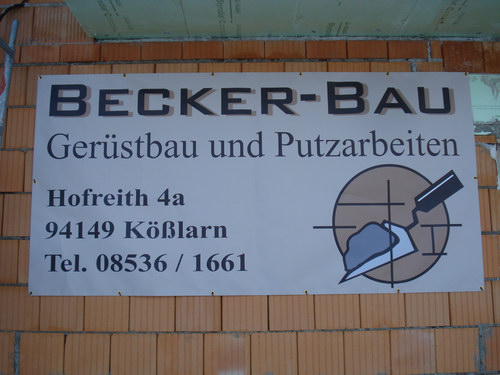 BECKER-BAU
Gerüstbau und Putzarbeiten
Hofreith 4a
94149 Kößlarn
Tel. 08536 / 1661